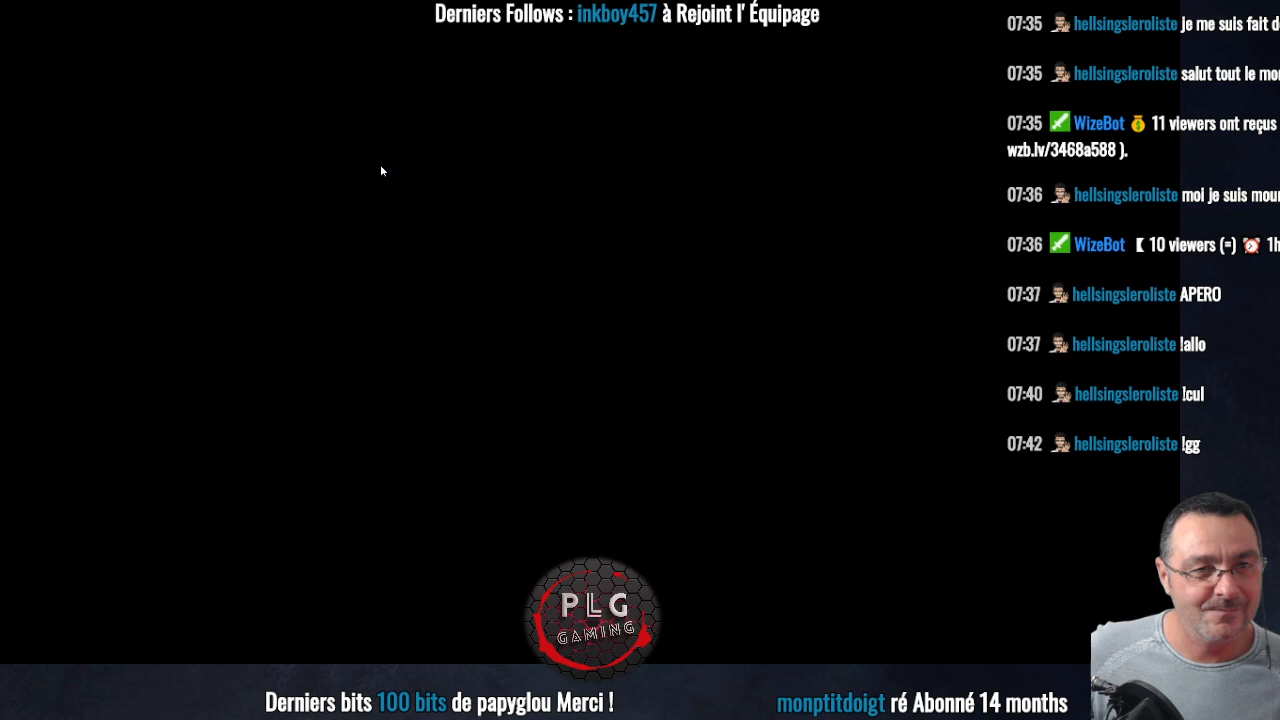 Derniers Follows : inkboy457 à Rejoint l' Équipage
07:35 hellsingsleroliste je me suis fait
07:35 hellsingsleroliste salut tout le
07:35 WizeBot 11 viewers ont reçus
wzb.lv/3468a588 ).
07:36 hellsingsleroliste moi je suis
07:36 WizeBot 10 viewers (=) 1h
07:37 hellsingsleroliste APERO
07:37 hellsingsleroliste !allo
07:40 hellsingsleroliste !cul
07:42 hellsingsleroliste !gg
PLG
GAMING
Derniers bits 100 bits de papyglou Merci !
monptitdoigt ré Abonné 14 months